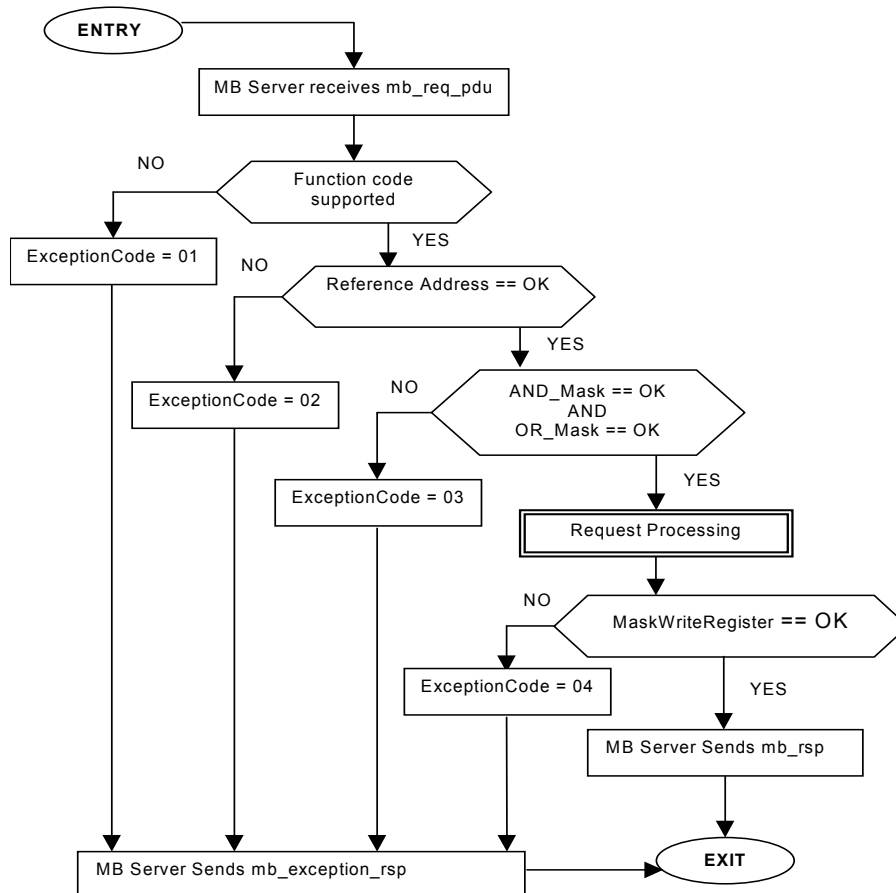 ENTRY
MB Server receives mb_req_pdu
NO
Function code
supported
YES
ExceptionCode = 01
NO
Reference Address == OK
YES
ExceptionCode = 02
NO
AND_Mask == OK
AND
OR_Mask == OK
YES
ExceptionCode = 03
Request Processing
NO
MaskWriteRegister == OK
ExceptionCode = 04
YES
MB Server Sends mb_rsp
MB Server Sends mb_exception_rsp
EXIT